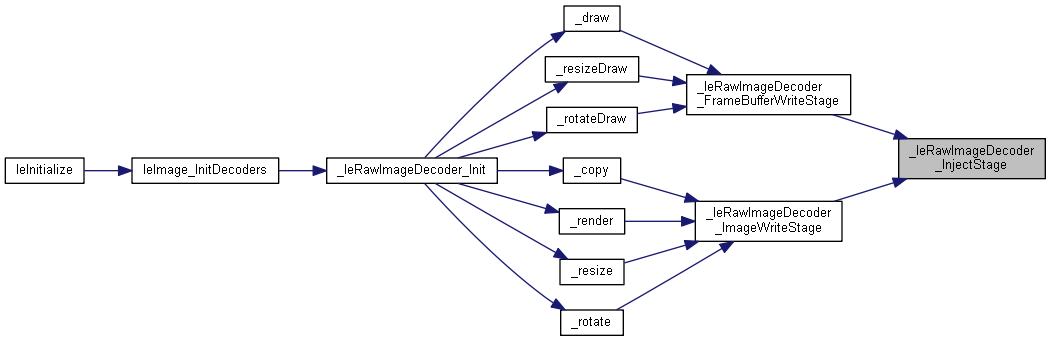 _draw
_resizeDraw
_leRawImageDecoder
_FrameBufferWriteStage
_rotateDraw
_leRawImageDecoder
_InjectStage
leInitialize
leImage_InitDecoders
_leRawImageDecoder_Init
_copy
_leRawImageDecoder
_ImageWriteStage
_render
_resize
_rotate